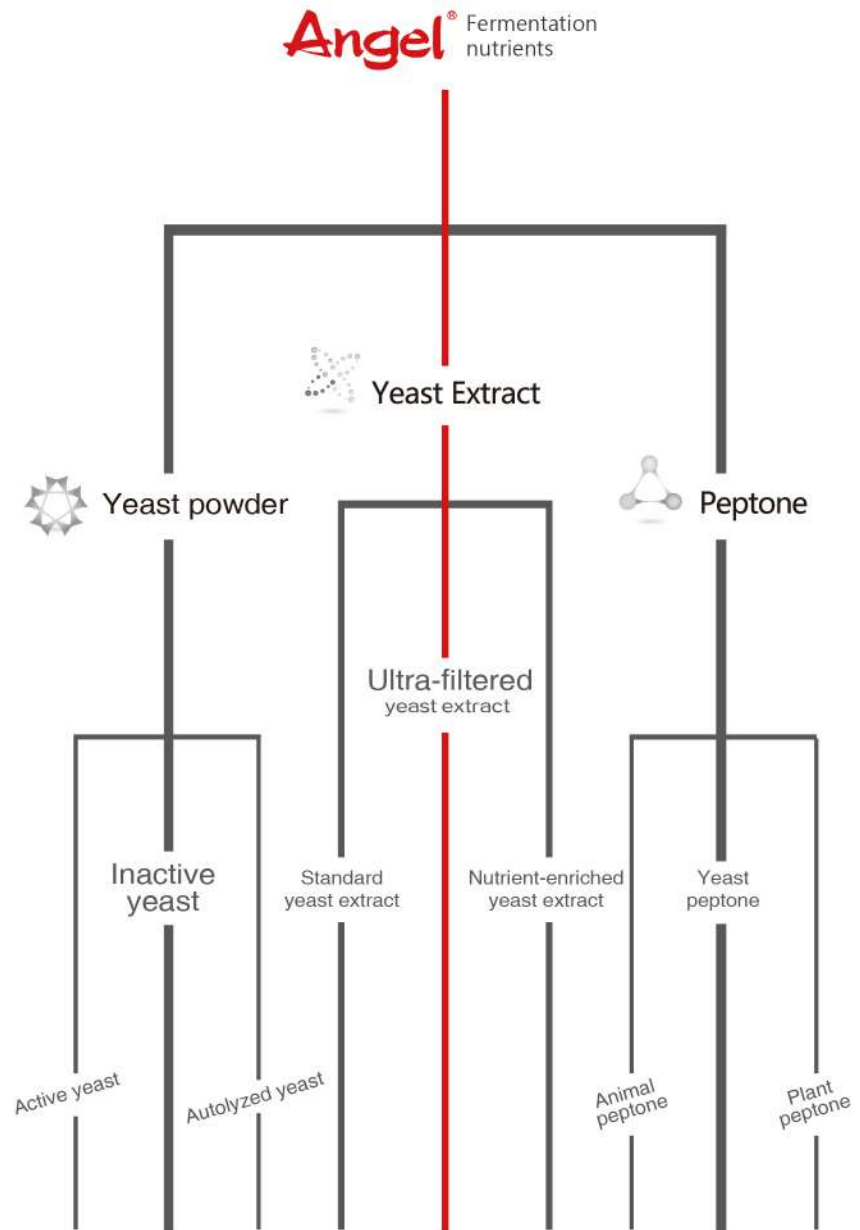 Angel® Fermentation
nutrients
Yeast Extract
Yeast powder
Peptone
Ultra-filtered
yeast extract
Inactive
yeast
Standard
yeast extract
Nutrient-enriched
yeast extract
Yeast
peptone
Active yeast
Autolyzed yeast
Animal
peptone
Plant
peptone